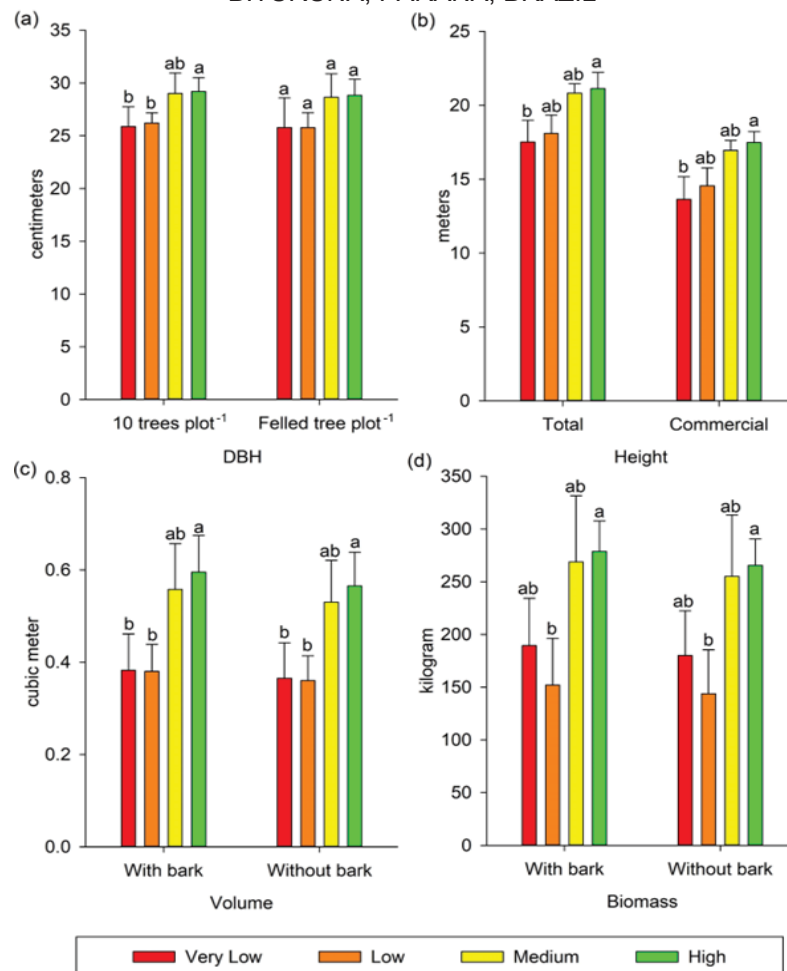 BITURUNA, PARANÁ, BRAZIL
(a)
35
30
25
20
15
10
5
0
centimeters
b b ab a
a a a a
10 trees plot⁻¹ Felled tree plot⁻¹
DBH
(b)
25
20
15
10
5
0
meters
b ab ab a
b ab ab a
Total Commercial
Height
(c)
0.8
0.6
0.4
0.2
0.0
cubic meter
b b ab a
b b ab a
With bark Without bark
Volume
(d)
350
300
250
200
150
100
50
0
kilogram
ab b ab a
ab b ab a
With bark Without bark
Biomass
Very Low Low Medium High